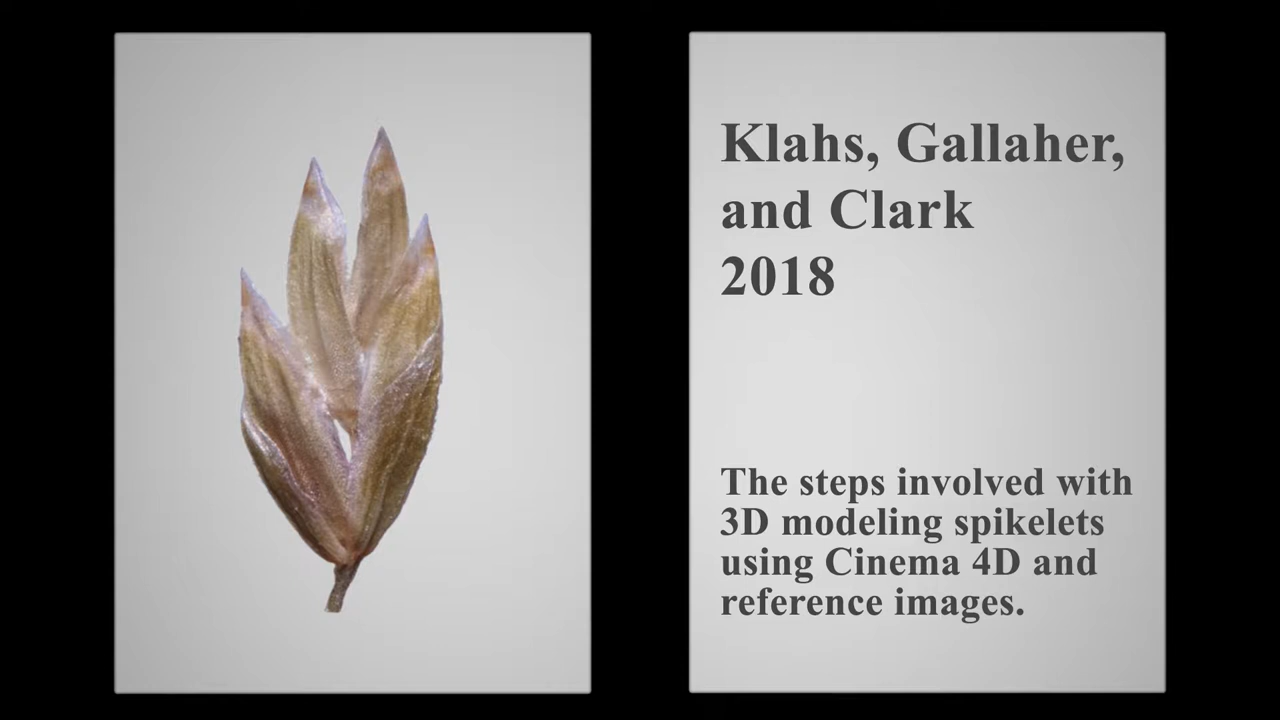 Klahs, Gallaher,
and Clark
2018
The steps involved with
3D modeling spikelets
using Cinema 4D and
reference images.